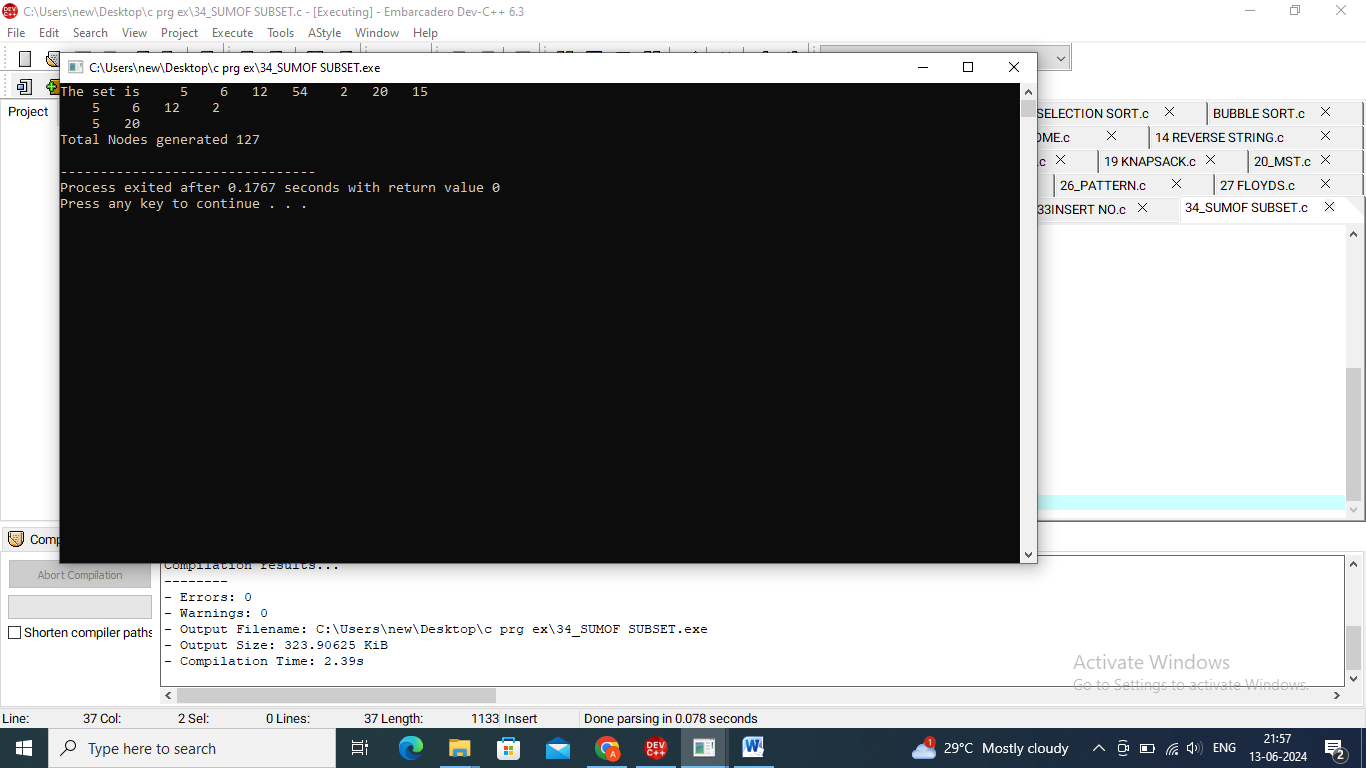 C:\Users\new\Desktop\c prg ex\34_SUMOF SUBSET.c - [Executing] - Embarcadero Dev-C++ 6.3
File Edit Search View Project Execute Tools AStyle Window Help
C:\Users\new\Desktop\c prg ex\34_SUMOF SUBSET.exe
The set is     5    6   12   54    2   20   15
    5    6   12    2
    5   20
Total Nodes generated 127
--------------------------------
Process exited after 0.1767 seconds with return value 0
Press any key to continue . . .
Project
SELECTION SORT.c BUBBLE SORT.c
OME.c 14 REVERSE STRING.c
.c 19 KNAPSACK.c 20_MST.c
26_PATTERN.c 27 FLOYDS.c
33INSERT NO.c 34_SUMOF SUBSET.c
Comp
Abort Compilation
Shorten compiler paths
Compilation results...
--------
- Errors: 0
- Warnings: 0
- Output Filename: C:\Users\new\Desktop\c prg ex\34_SUMOF SUBSET.exe
- Output Size: 323.90625 KiB
- Compilation Time: 2.39s
Activate Windows
Go to Settings to activate Windows.
Line: 37 Col: 2 Sel: 0 Lines: 37 Length: 1133 Insert Done parsing in 0.078 seconds
Type here to search
DEV C++
1
29°C Mostly cloudy
ENG
21:57
13-06-2024
2